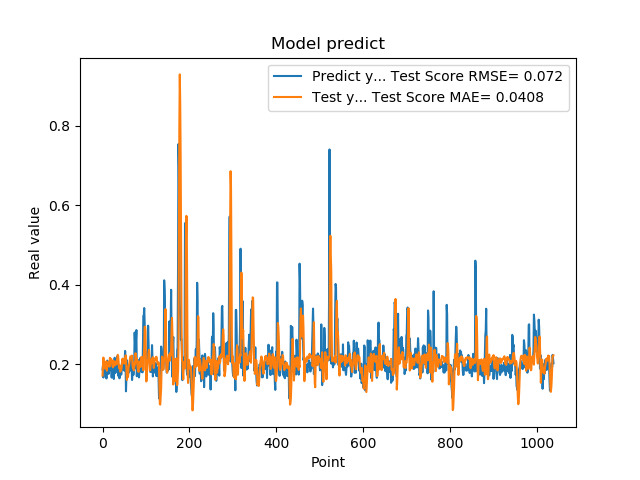 Model predict
Predict y... Test Score RMSE= 0.072
Test y... Test Score MAE= 0.0408
Real value
0.8
0.6
0.4
0.2
0 200 400 600 800 1000
Point